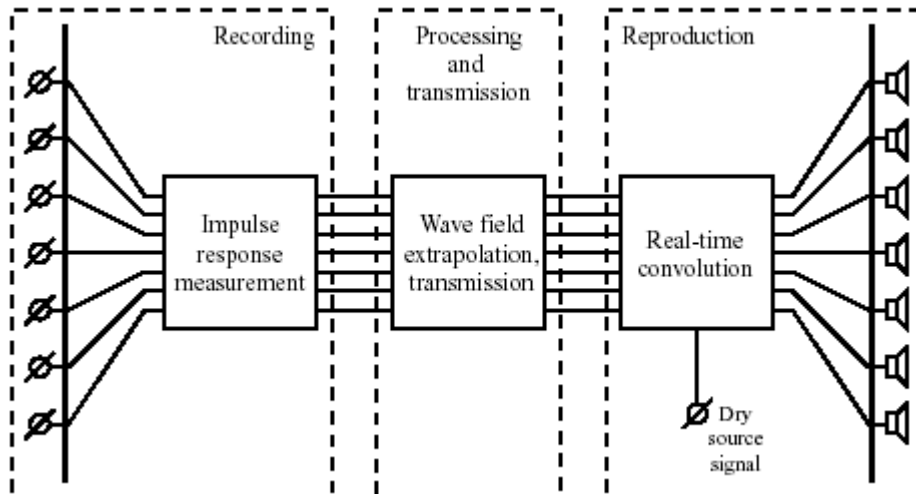 Recording
Processing
and
transmission
Reproduction
Impulse
response
measurement
Wave field
extrapolation,
transmission
Real-time
convolution
Dry
source
signal